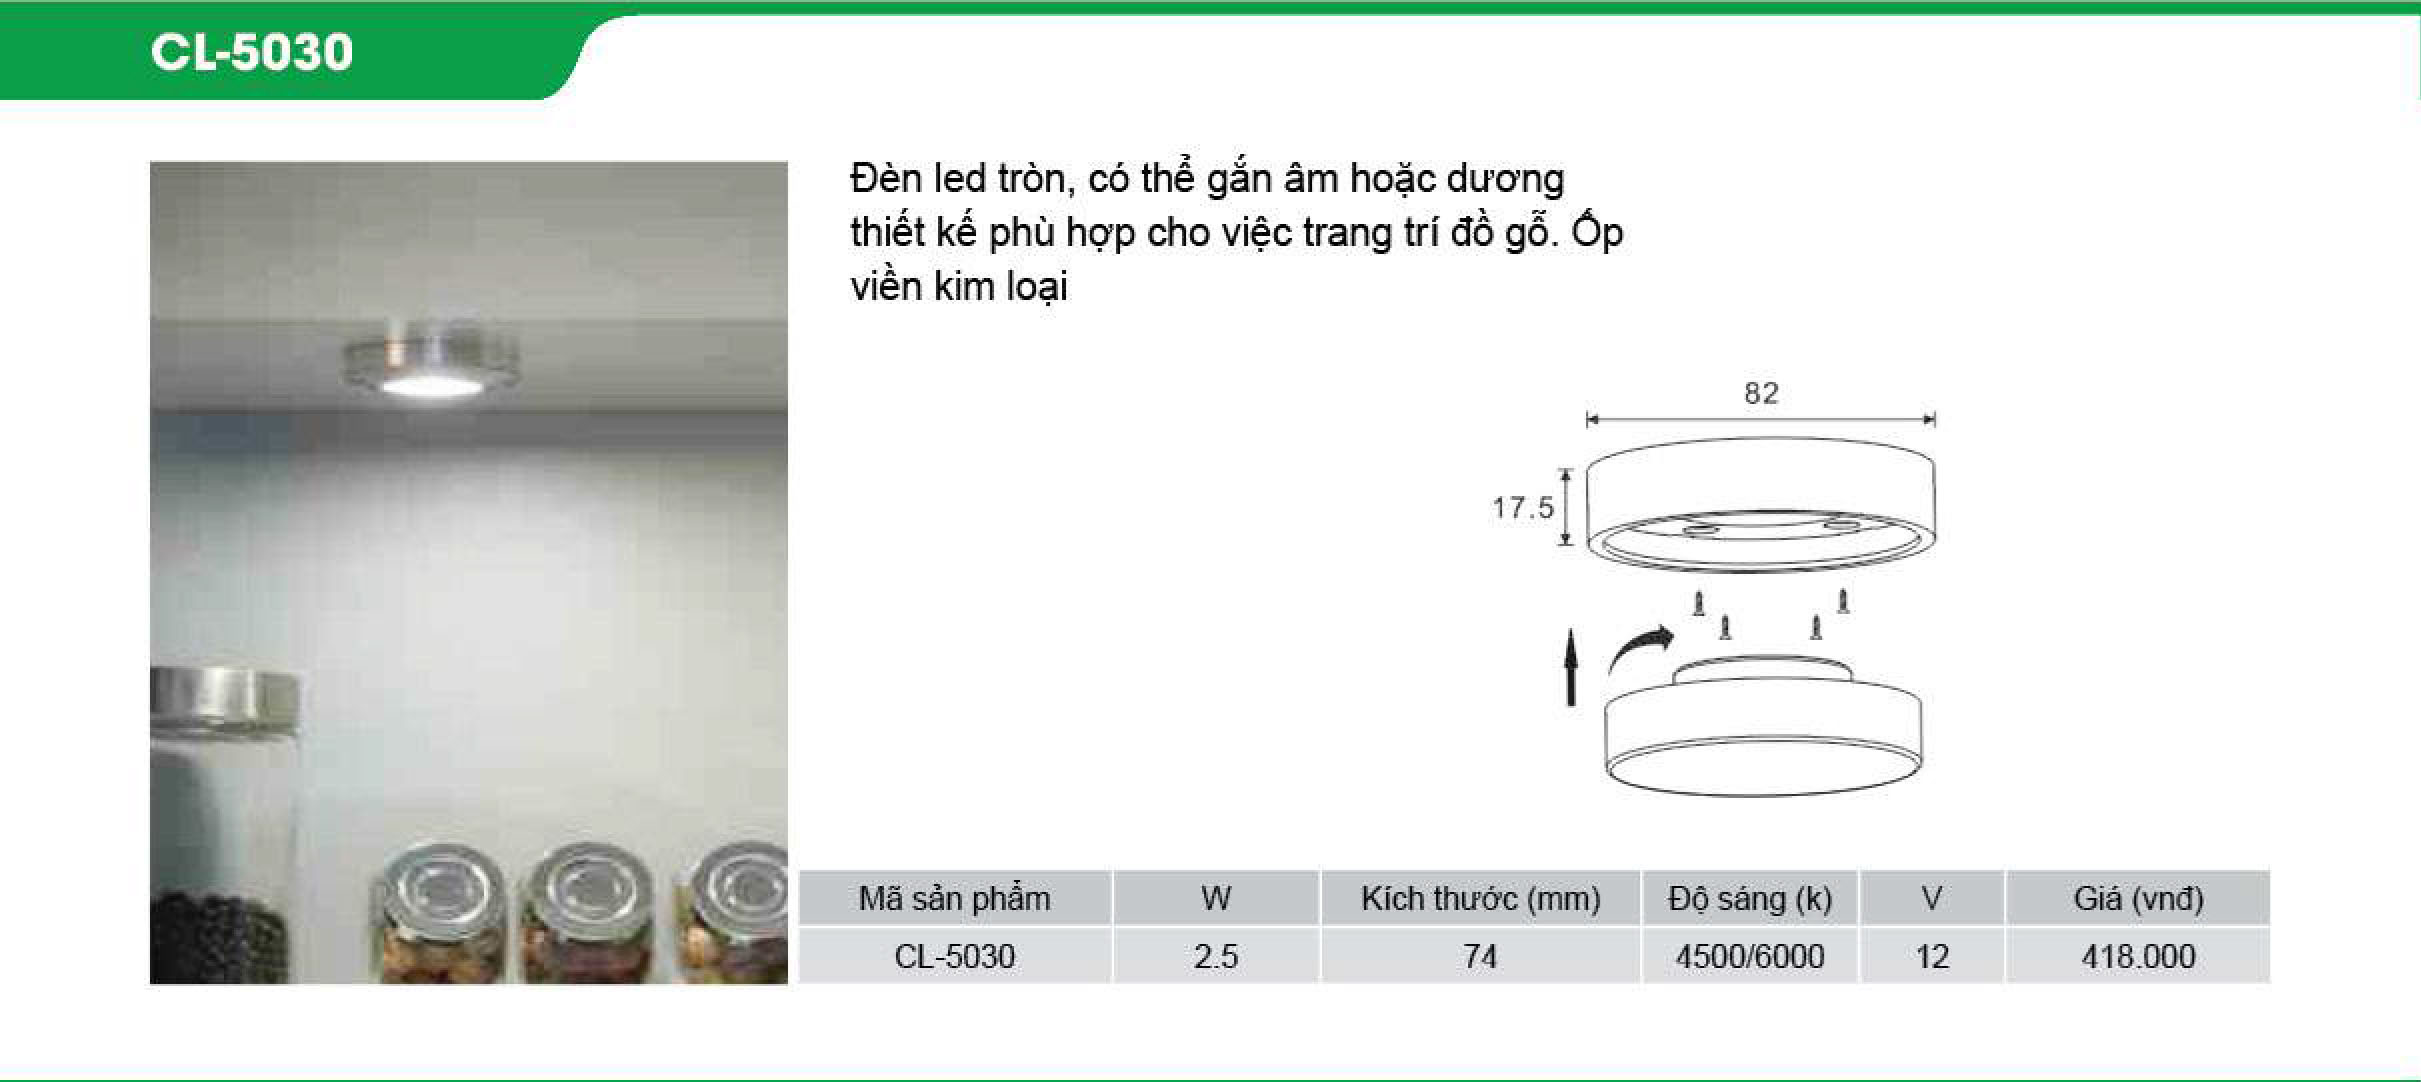 CL-5030
Đèn led tròn, có thể gắn âm hoặc dương
thiết kế phù hợp cho việc trang trí đồ gỗ. Ốp
viền kim loại
82
17.5
Mã sản phẩm W Kích thước (mm) Độ sáng (k) V Giá (vnđ)
CL-5030 2.5 74 4500/6000 12 418.000